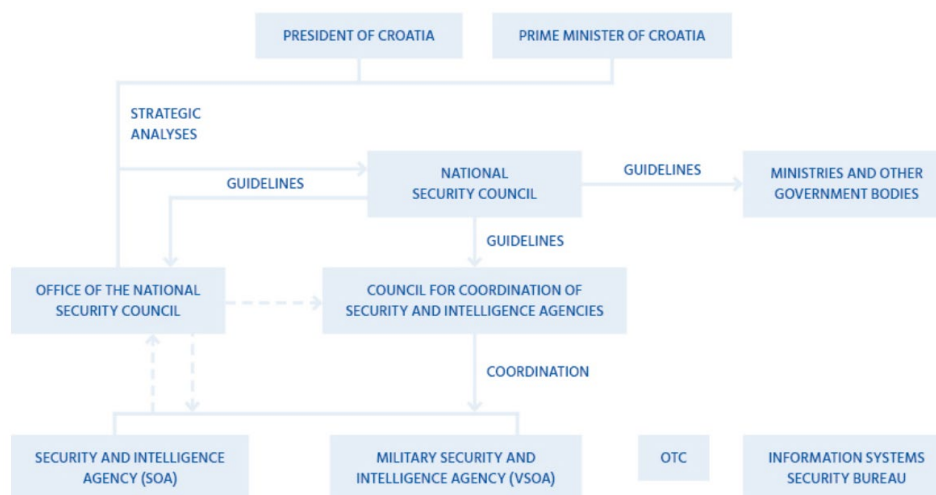 PRESIDENT OF CROATIA
PRIME MINISTER OF CROATIA
STRATEGIC
ANALYSES
GUIDELINES
NATIONAL
SECURITY COUNCIL
GUIDELINES
MINISTRIES AND OTHER
GOVERNMENT BODIES
GUIDELINES
OFFICE OF THE NATIONAL
SECURITY COUNCIL
COUNCIL FOR COORDINATION OF
SECURITY AND INTELLIGENCE AGENCIES
COORDINATION
SECURITY AND INTELLIGENCE
AGENCY (SOA)
MILITARY SECURITY AND
INTELLIGENCE AGENCY (VSOA)
OTC
INFORMATION SYSTEMS
SECURITY BUREAU